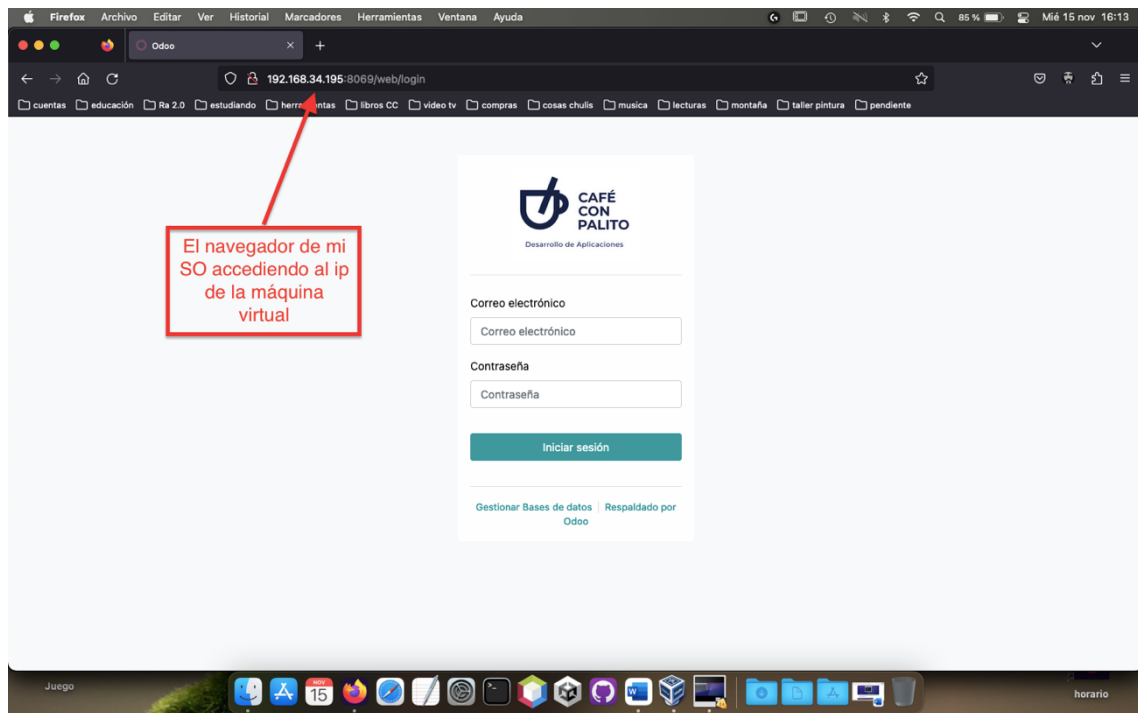 Firefox Archivo Editar Ver Historial Marcadores Herramientas Ventana Ayuda 85 % Mié 15 nov 16:13
Odoo
192.168.34.195:8069/web/login
cuentas educación Ra 2.0 estudiando libros CC video tv compras cosas chulis musica lecturas montaña taller pintura pendiente
El navegador de mi
SO accediendo al ip
de la máquina
virtual
CAFÉ
CON
PALITO
Desarrollo de Aplicaciones
Correo electrónico
Correo electrónico
Contraseña
Contraseña
Iniciar sesión
Gestionar Bases de datos Respaldado por
Odoo
Juego
NOV
15
horario